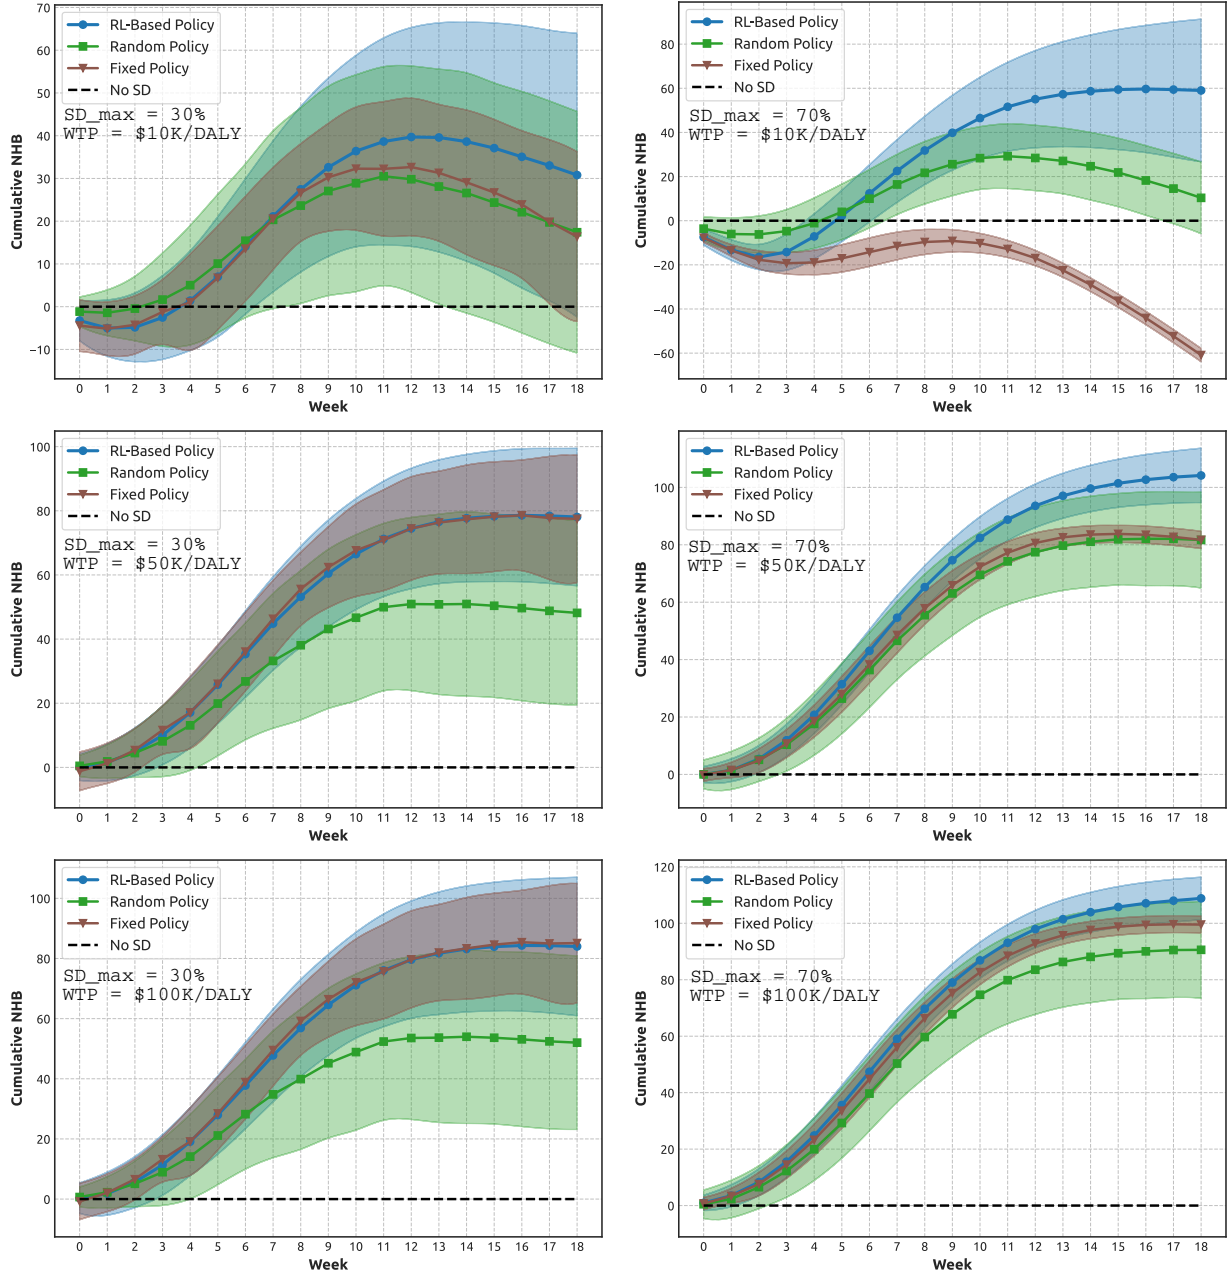 70
60
50
40
30
20
10
0
−10
Cumulative NHB
RL-Based Policy
Random Policy
Fixed Policy
No SD
SD_max = 30%
WTP = $10K/DALY
0 1 2 3 4 5 6 7 8 9 10 11 12 13 14 15 16 17 18
Week
80
60
40
20
0
−20
−40
−60
Cumulative NHB
RL-Based Policy
Random Policy
Fixed Policy
No SD
SD_max = 70%
WTP = $10K/DALY
0 1 2 3 4 5 6 7 8 9 10 11 12 13 14 15 16 17 18
Week
100
80
60
40
20
0
Cumulative NHB
RL-Based Policy
Random Policy
Fixed Policy
No SD
SD_max = 30%
WTP = $50K/DALY
0 1 2 3 4 5 6 7 8 9 10 11 12 13 14 15 16 17 18
Week
100
80
60
40
20
0
Cumulative NHB
RL-Based Policy
Random Policy
Fixed Policy
No SD
SD_max = 70%
WTP = $50K/DALY
0 1 2 3 4 5 6 7 8 9 10 11 12 13 14 15 16 17 18
Week
100
80
60
40
20
0
Cumulative NHB
RL-Based Policy
Random Policy
Fixed Policy
No SD
SD_max = 30%
WTP = $100K/DALY
0 1 2 3 4 5 6 7 8 9 10 11 12 13 14 15 16 17 18
Week
120
100
80
60
40
20
0
Cumulative NHB
RL-Based Policy
Random Policy
Fixed Policy
No SD
SD_max = 70%
WTP = $100K/DALY
0 1 2 3 4 5 6 7 8 9 10 11 12 13 14 15 16 17 18
Week